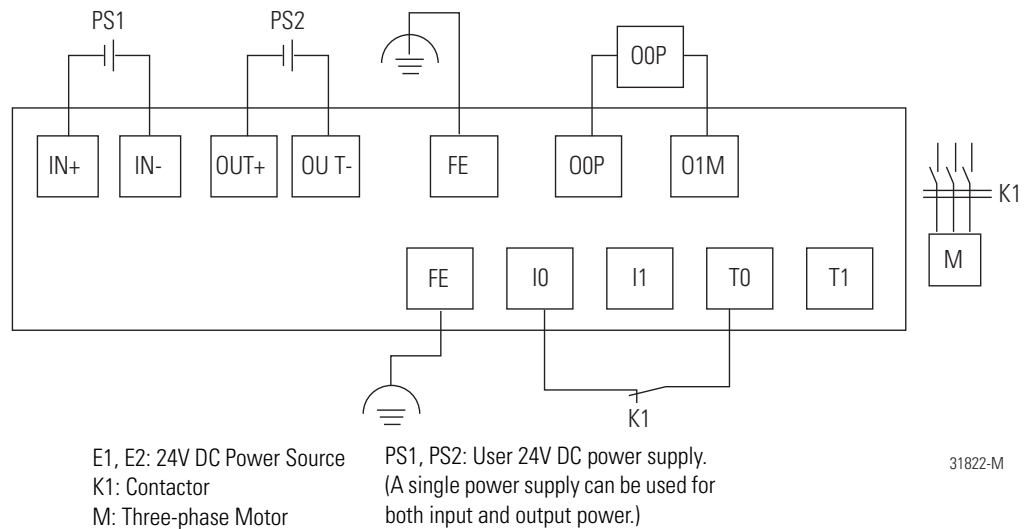 PS1 PS2
O0P
IN+ IN- OUT+ OU T- FE O0P O1M
K1
M
FE I0 I1 T0 T1
K1
E1, E2: 24V DC Power Source
K1: Contactor
M: Three-phase Motor
PS1, PS2: User 24V DC power supply.
(A single power supply can be used for
both input and output power.)
31822-M